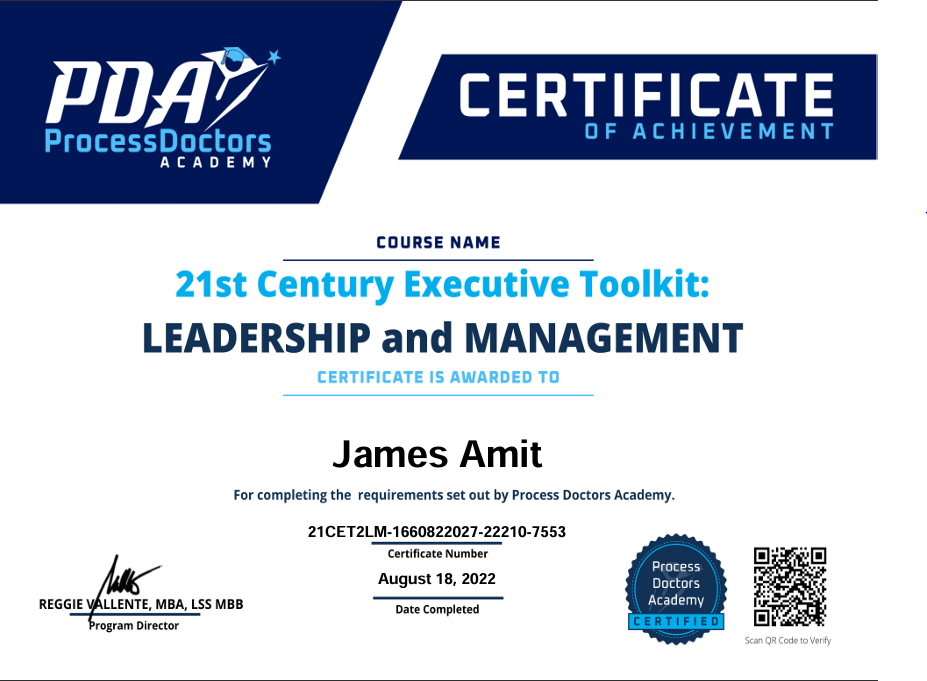 PDA
ProcessDoctors
ACADEMY
CERTIFICATE
OF ACHIEVEMENT
COURSE NAME
21st Century Executive Toolkit:
LEADERSHIP and MANAGEMENT
CERTIFICATE IS AWARDED TO
James Amit
For completing the requirements set out by Process Doctors Academy.
21CET2LM-1660822027-22210-7553
Certificate Number
August 18, 2022
Date Completed
REGGIE VALLENTE, MBA, LSS MBB
Program Director
Process
Doctors
Academy
CERTIFIED
Scan QR Code to Verify